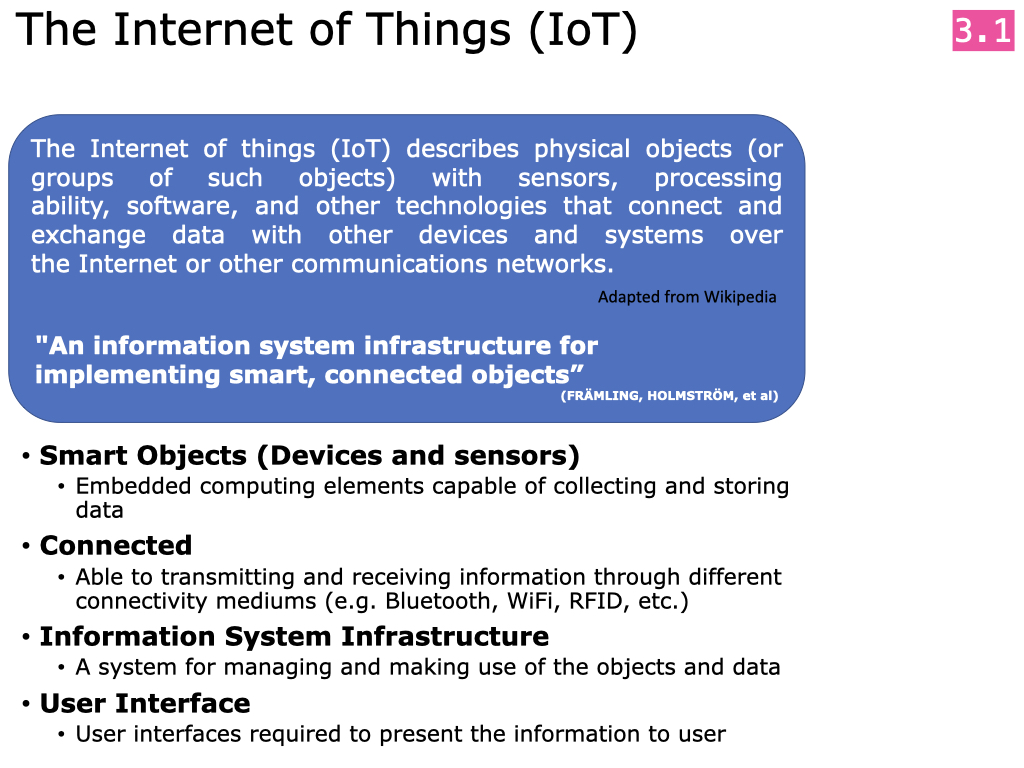 The Internet of Things (IoT)
3.1
The Internet of things (IoT) describes physical objects (or
groups of such objects) with sensors, processing
ability, software, and other technologies that connect and
exchange data with other devices and systems over
the Internet or other communications networks.
Adapted from Wikipedia
"An information system infrastructure for
implementing smart, connected objects”
(FRÄMLING, HOLMSTRÖM, et al)
• Smart Objects (Devices and sensors)
• Embedded computing elements capable of collecting and storing
data
• Connected
• Able to transmitting and receiving information through different
connectivity mediums (e.g. Bluetooth, WiFi, RFID, etc.)
• Information System Infrastructure
• A system for managing and making use of the objects and data
• User Interface
• User interfaces required to present the information to user